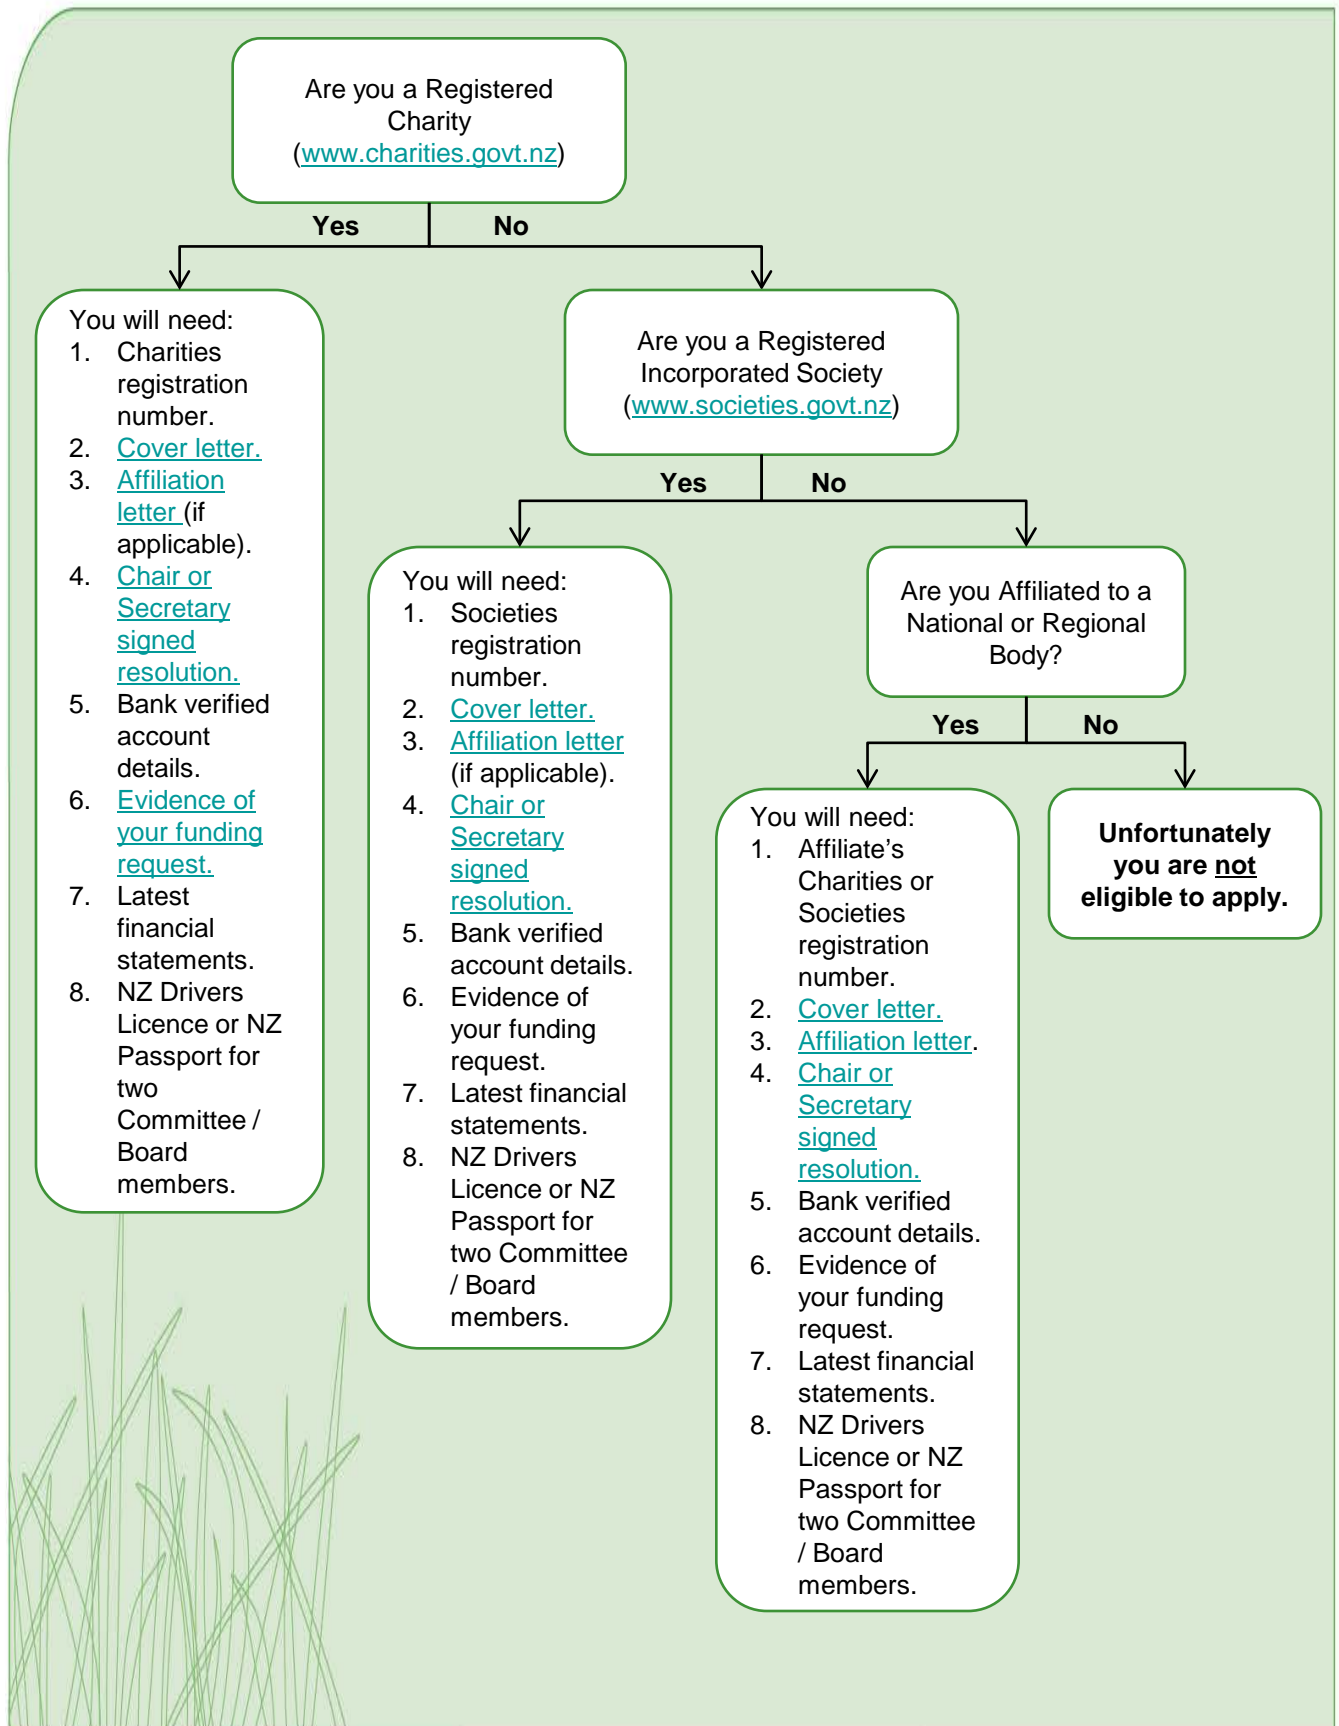 Are you a Registered
Charity
(www.charities.govt.nz)
Yes
No
You will need:
1. Charities
registration
number.
2. Cover letter.
3. Affiliation
letter (if
applicable).
4. Chair or
Secretary
signed
resolution.
5. Bank verified
account
details.
6. Evidence of
your funding
request.
7. Latest
financial
statements.
8. NZ Drivers
Licence or NZ
Passport for
two
Committee /
Board
members.
Are you a Registered
Incorporated Society
(www.societies.govt.nz)
Yes
No
You will need:
1. Societies
registration
number.
2. Cover letter.
3. Affiliation letter
(if applicable).
4. Chair or
Secretary
signed
resolution.
5. Bank verified
account details.
6. Evidence of
your funding
request.
7. Latest financial
statements.
8. NZ Drivers
Licence or NZ
Passport for
two Committee
/ Board
members.
Are you Affiliated to a
National or Regional
Body?
Yes
No
You will need:
1. Affiliate’s
Charities or
Societies
registration
number.
2. Cover letter.
3. Affiliation letter.
4. Chair or
Secretary
signed
resolution.
5. Bank verified
account details.
6. Evidence of
your funding
request.
7. Latest financial
statements.
8. NZ Drivers
Licence or NZ
Passport for
two Committee
/ Board
members.
Unfortunately
you are not
eligible to apply.